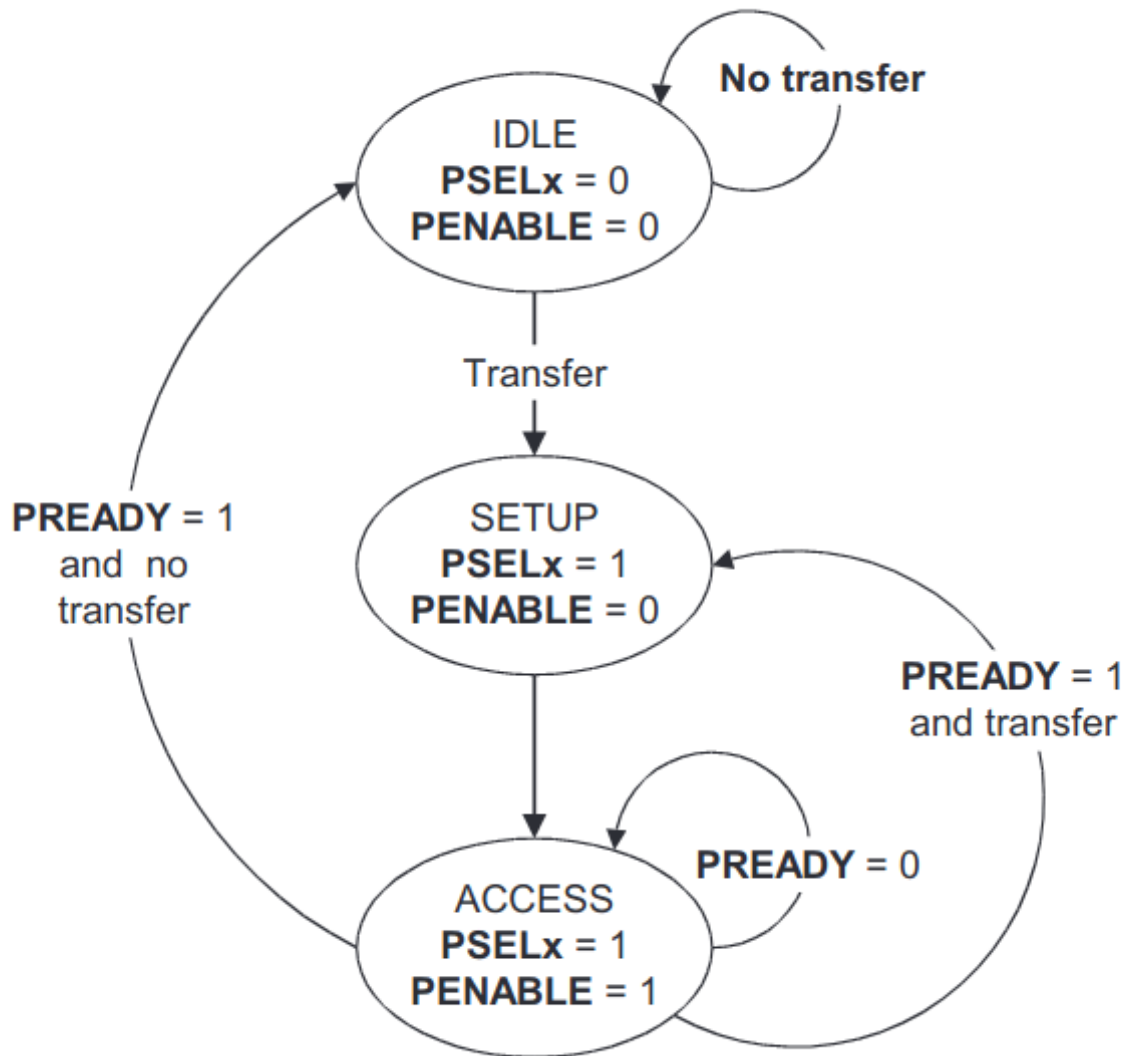 No transfer
IDLE
PSELx = 0
PENABLE = 0
Transfer
PREADY = 1
and no
transfer
SETUP
PSELx = 1
PENABLE = 0
PREADY = 1
and transfer
PREADY = 0
ACCESS
PSELx = 1
PENABLE = 1